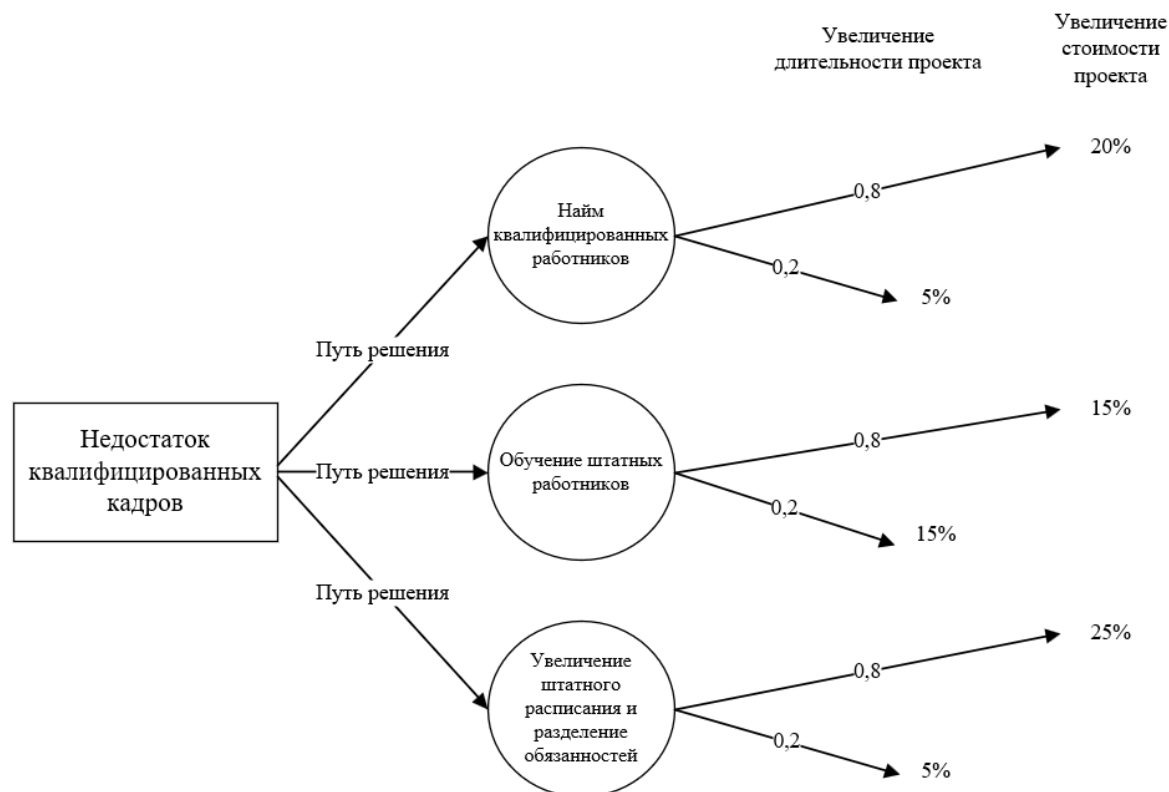 Увеличение
длительности проекта
Увеличение
стоимости
проекта
20%
0,8
Найм
квалифицированных
работников
0,2
5%
Путь решения
15%
0,8
Недостаток
квалифицированных
кадров
Путь решения
Обучение штатных
работников
0,2
15%
Путь решения
25%
0,8
Увеличение
штатного
расписания и
разделение
обязанностей
0,2
5%